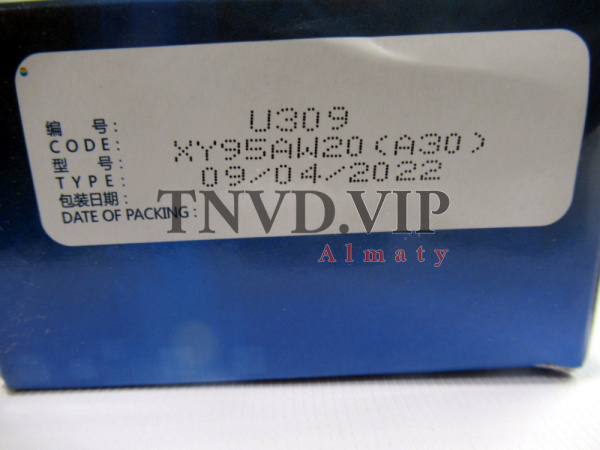 U309
编 号:
CODE:
XY95AW20(A30)
型 号:
TYPE:
09/04/2022
包装日期:
DATE OF PACKING:
TNVD.VIP
Almaty